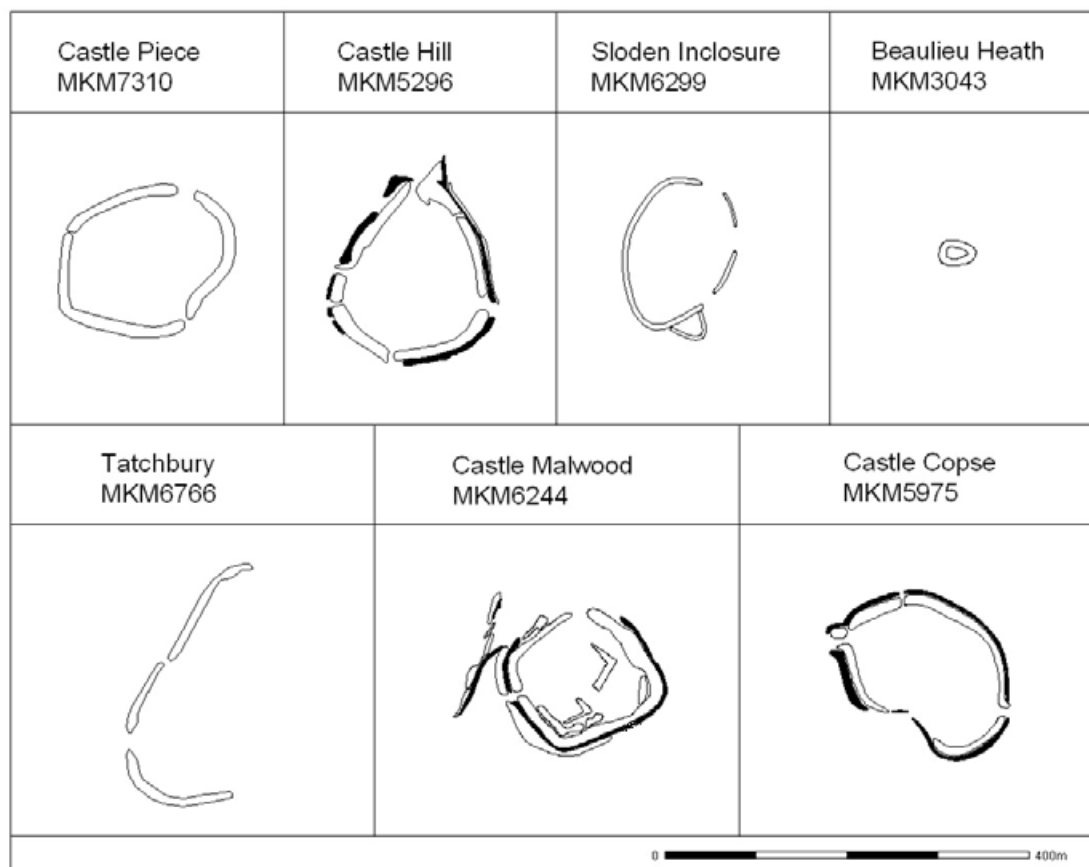 Castle Piece
MKM7310
Castle Hill
MKM5296
Sloden Inclosure
MKM6299
Beaulieu Heath
MKM3043
Tatchbury
MKM6766
Castle Malwood
MKM6244
Castle Copse
MKM5975
0 400m